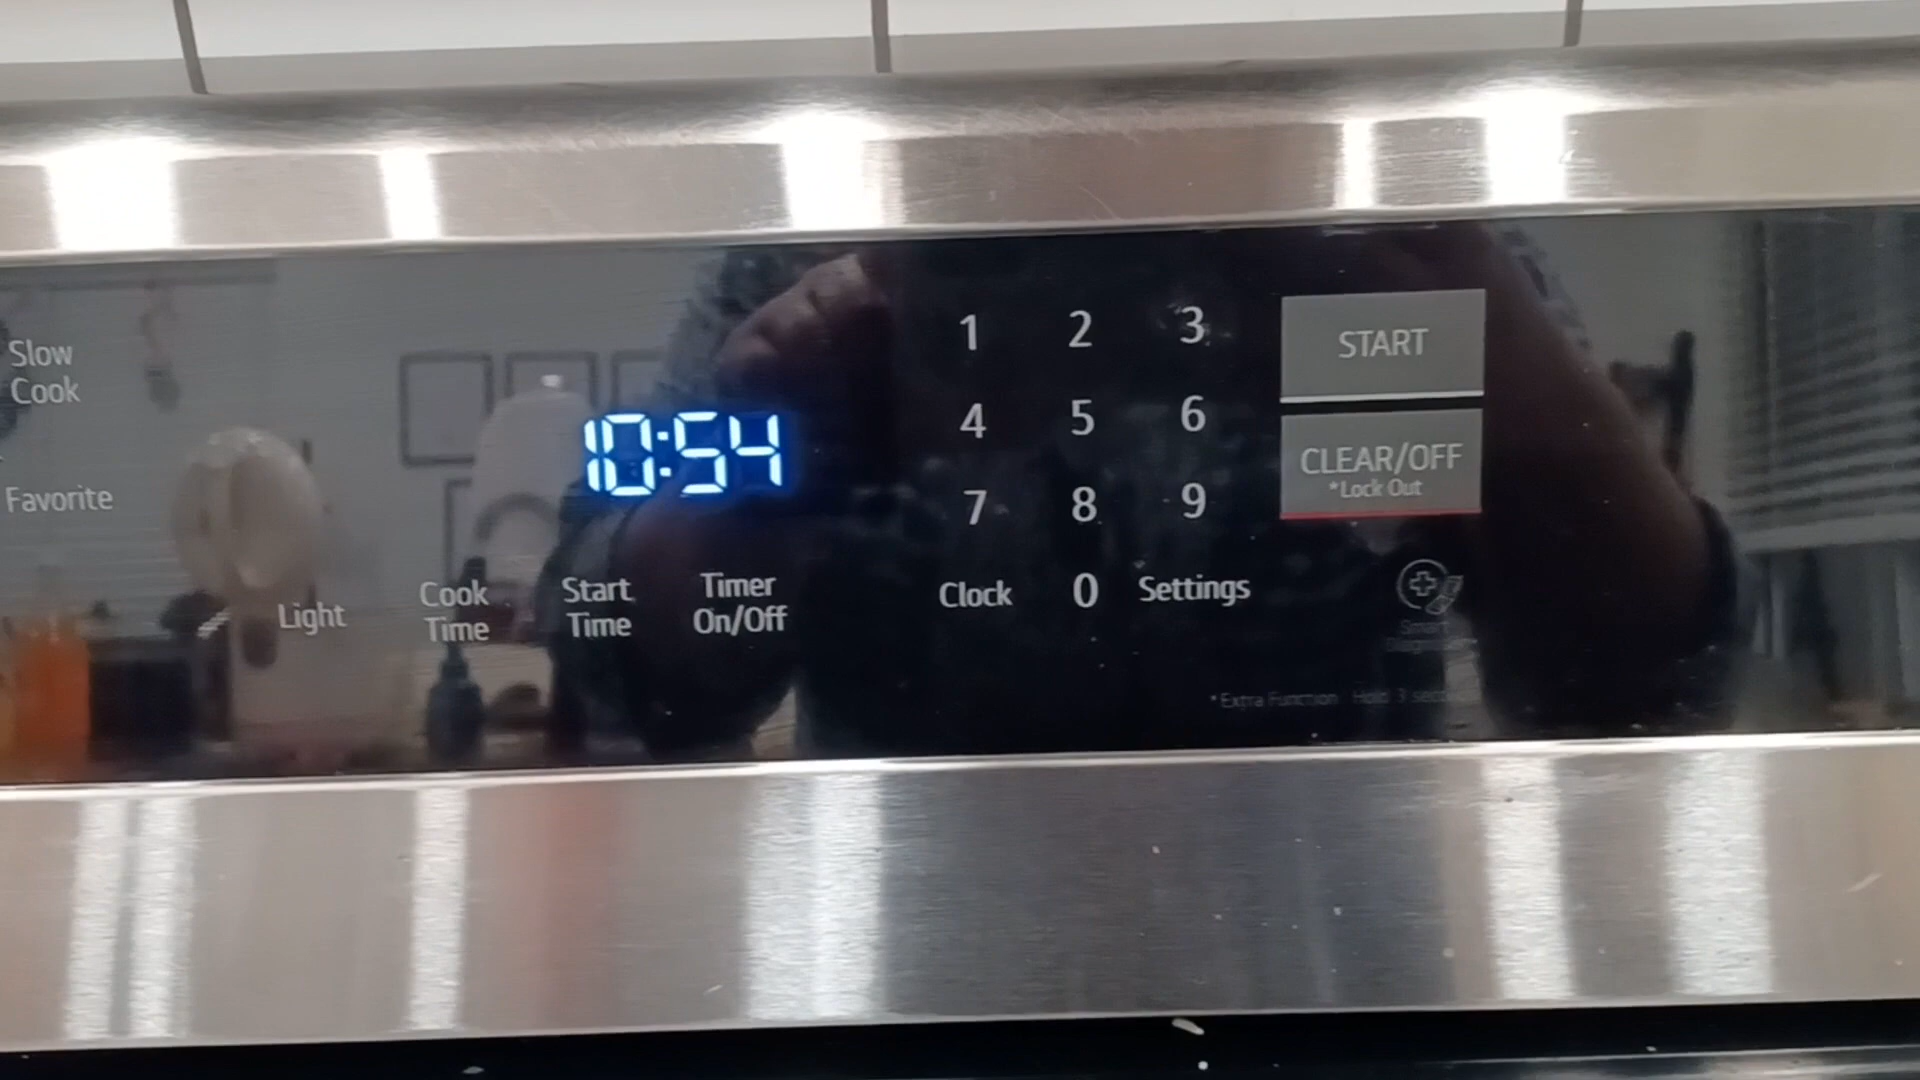 Slow
Cook
Favorite
Light
Cook
Time
Start
Time
Timer
On/Off
10:54
1 2 3
4 5 6
7 8 9
Clock 0 Settings
START
CLEAR/OFF
*Lock Out
*Extra Function Hold 3